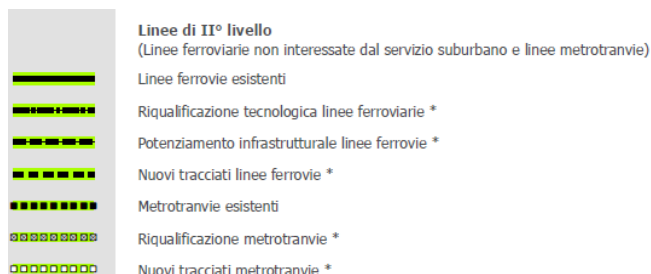 Linee di II° livello
(Linee ferroviarie non interessate dal servizio suburbano e linee metrotranvie)
Linee ferrovie esistenti
Riqualificazione tecnologica linee ferroviarie *
Potenziamento infrastrutturale linee ferrovie *
Nuovi tracciati linee ferrovie *
Metrotranvie esistenti
Riqualificazione metrotranvie *
Nuovi tracciati metrotranvie *